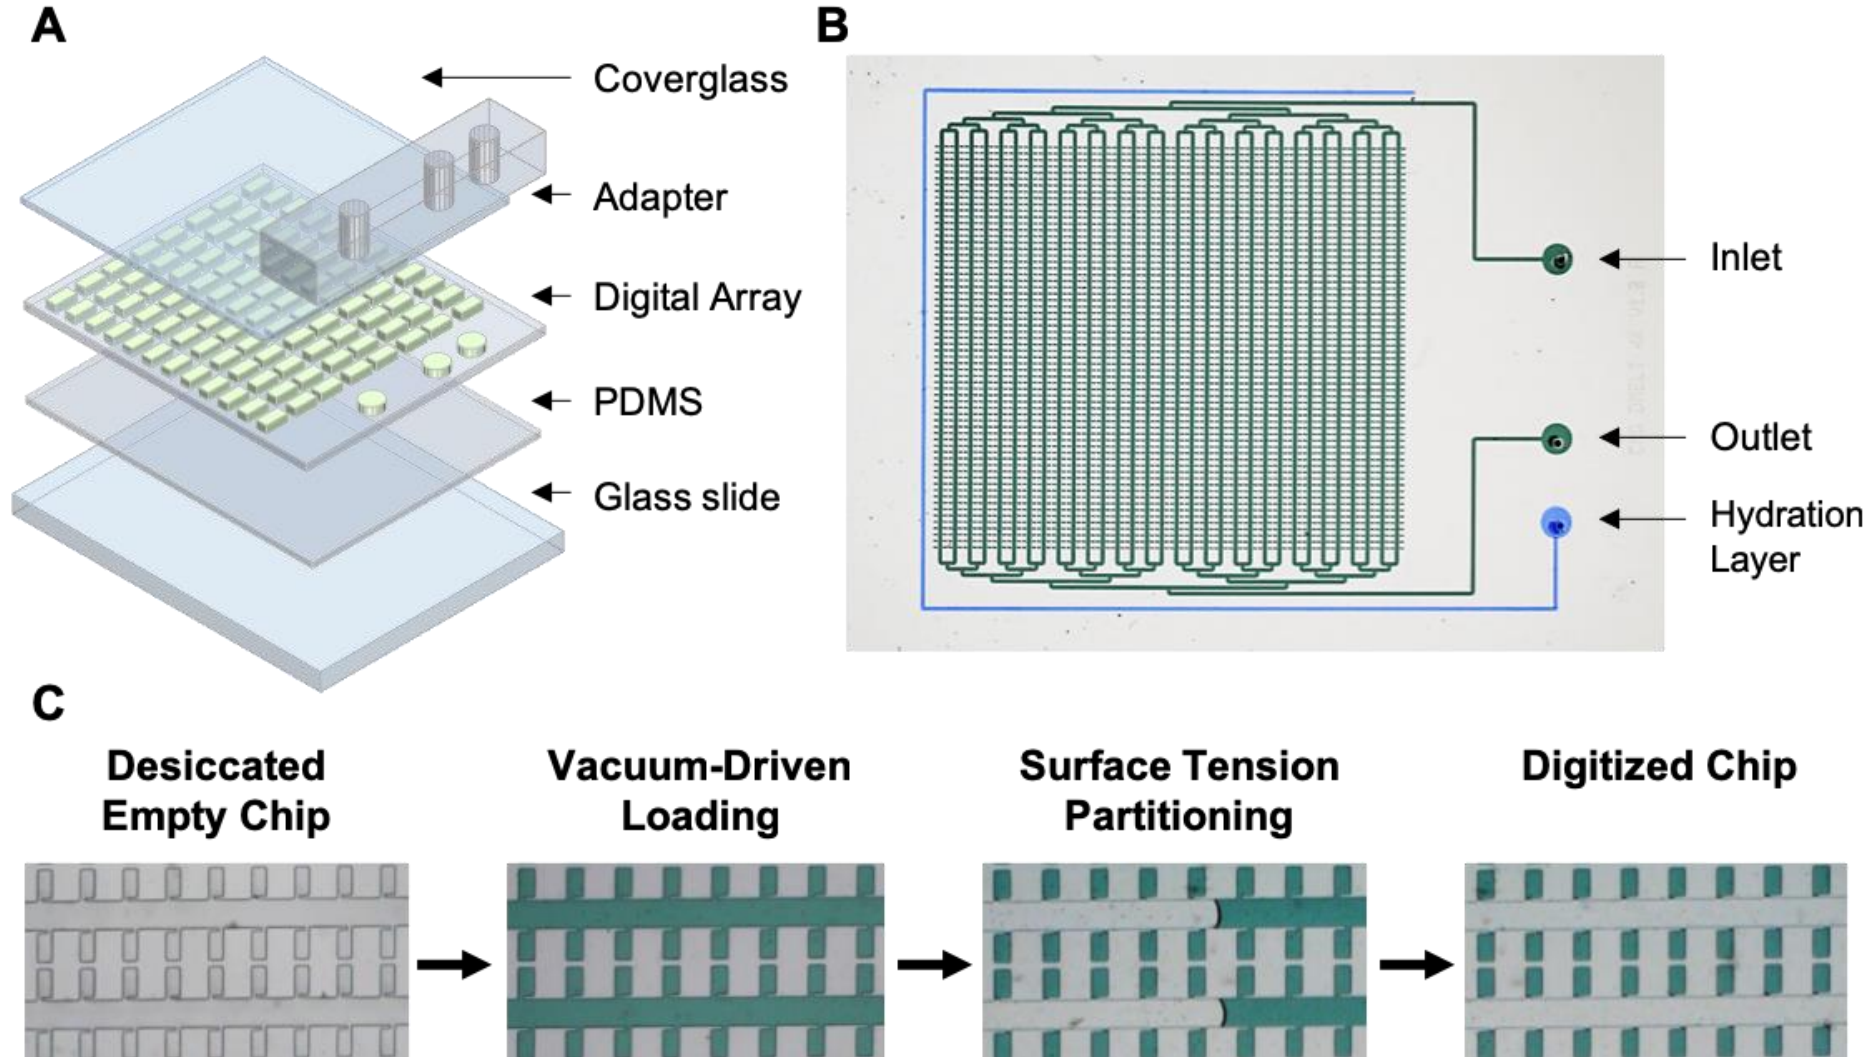 A
Coverglass
Adapter
Digital Array
PDMS
Glass slide
B
Inlet
Outlet
Hydration
Layer
C
Desiccated
Empty Chip
Vacuum-Driven
Loading
Surface Tension
Partitioning
Digitized Chip